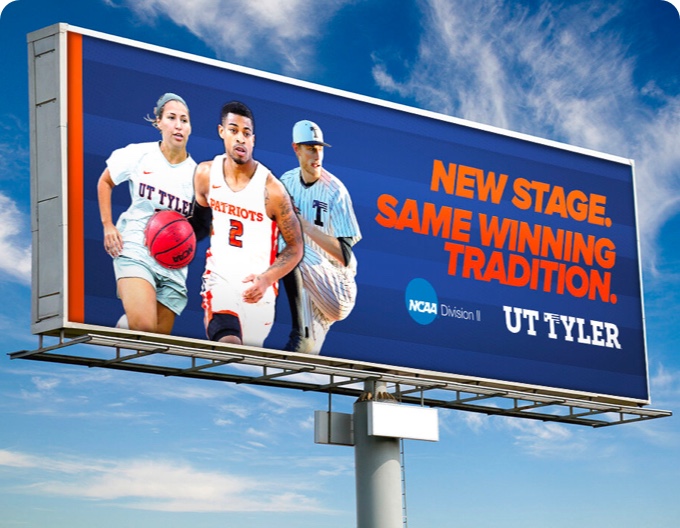 UT TYLER
PATRIOTS
2
T
T
NEW STAGE.
SAME WINNING
TRADITION.
NCAA Division II
UT TYLER